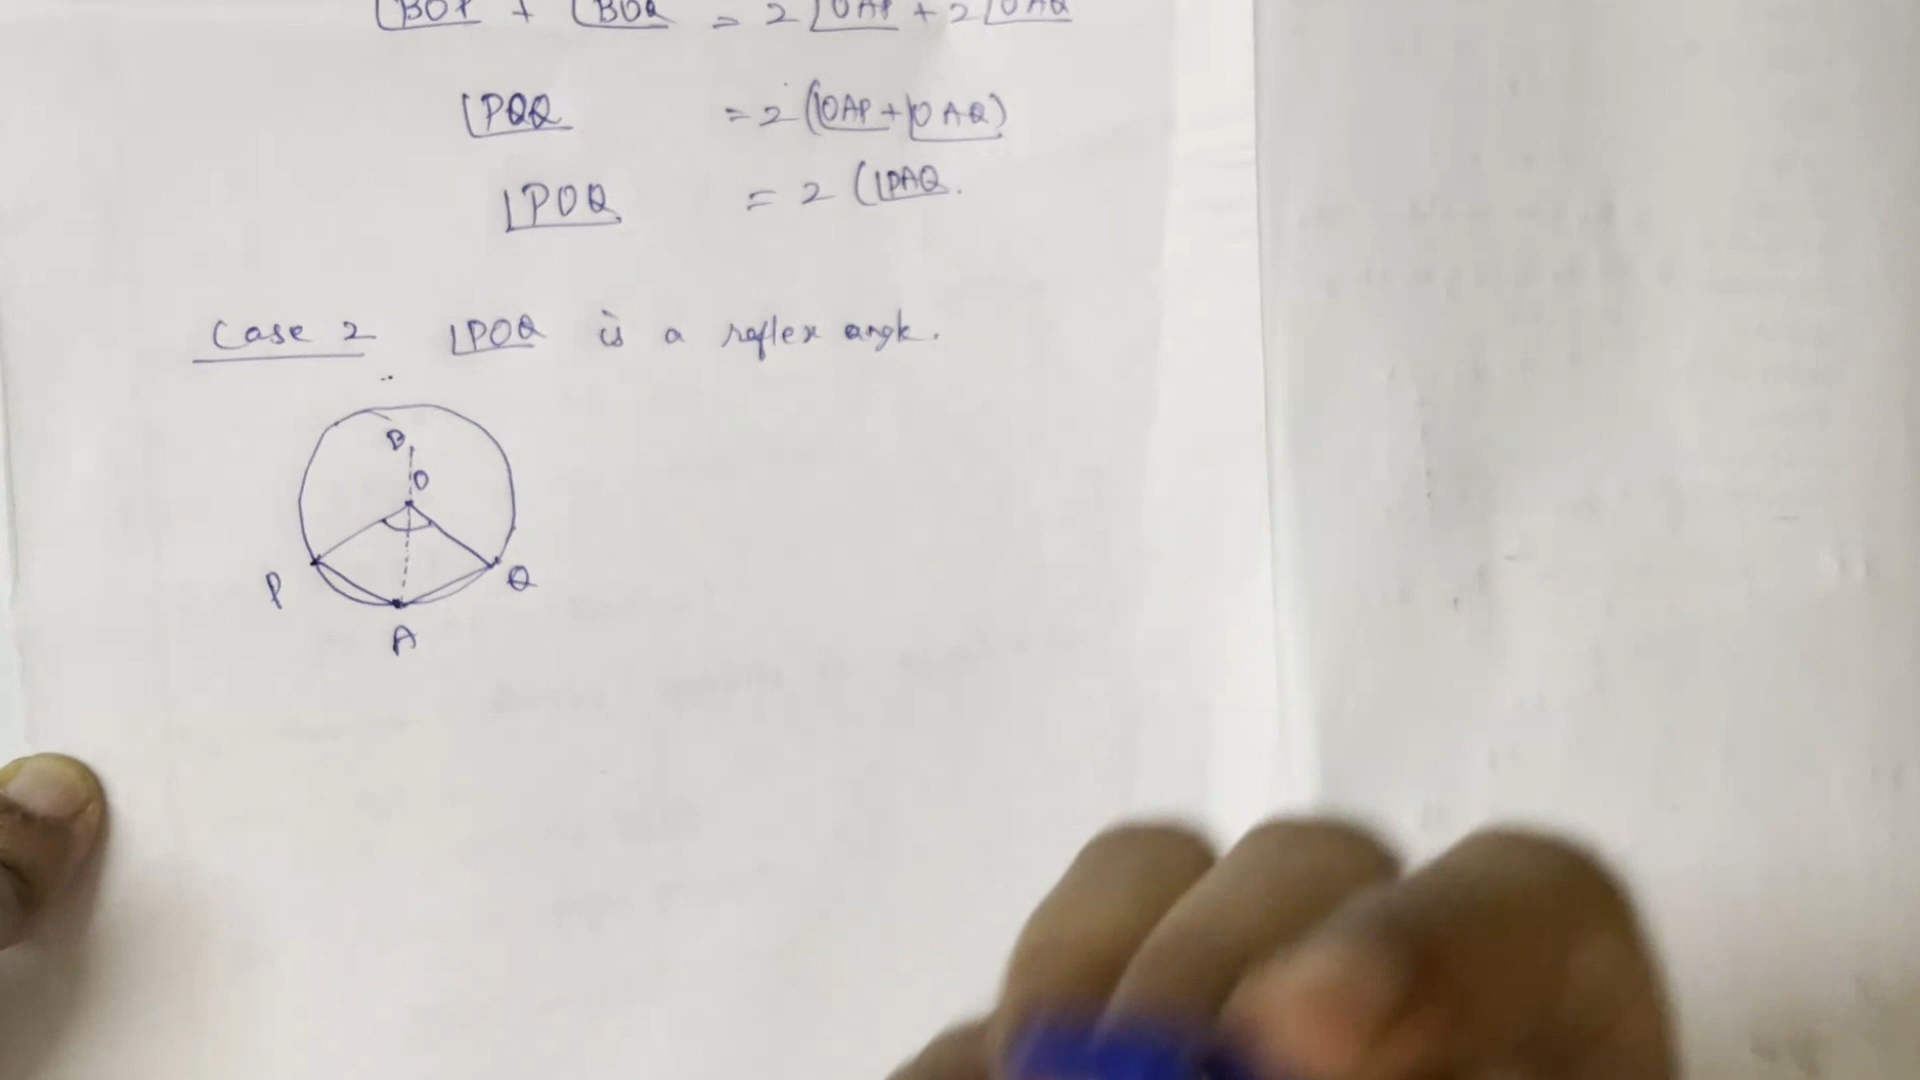 ∠BOP + ∠BOQ = 2 ∠OAP + 2 ∠OAQ
∠POQ = 2 (∠OAP + ∠OAQ)
∠POQ = 2 (∠PAQ.
Case 2 ∠POQ is a reflex angle.
B
O
P
Q
A